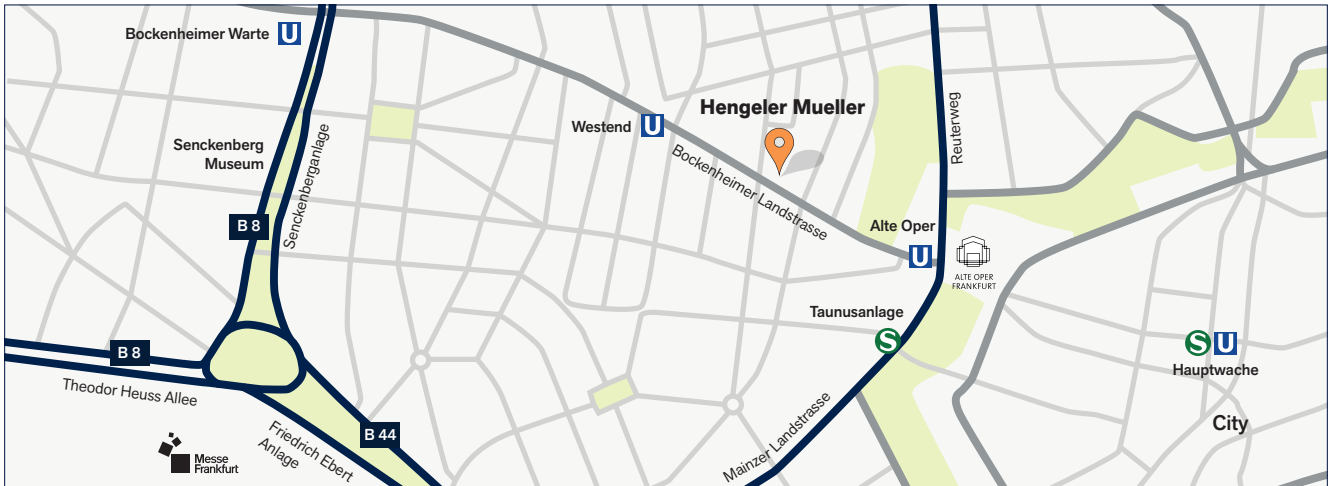 Bockenheimer Warte U
Hengeler Mueller
Westend U
Reuterweg
Senckenberg
Museum
Senckenberganlage
Bockenheimer Landstrasse
B 8
Alte Oper
U
ALTE OPER
FRANKFURT
Taunusanlage
S
S U
Hauptwache
B 8
Theodor Heuss Allee
City
B 44
Friedrich Ebert
Anlage
Mainzer Landstrasse
Messe
Frankfurt